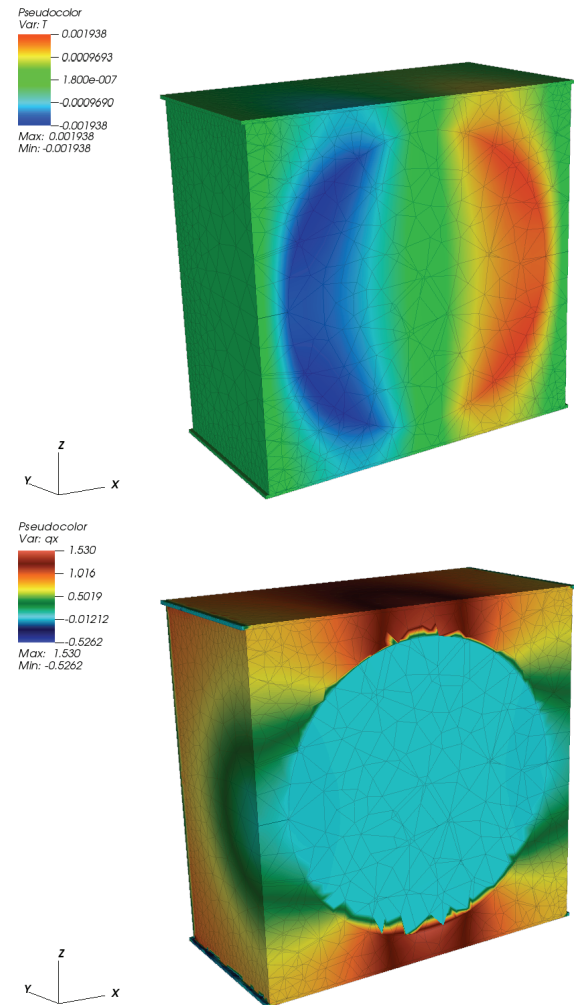 Pseudocolor
Var: T
0.001938
0.0009693
1.800e-007
-0.0009690
-0.001938
Max: 0.001938
Min: -0.001938
Z
Y
X
Pseudocolor
Var: qx
1.530
1.016
0.5019
-0.01212
-0.5262
Max: 1.530
Min: -0.5262
Z
Y
X